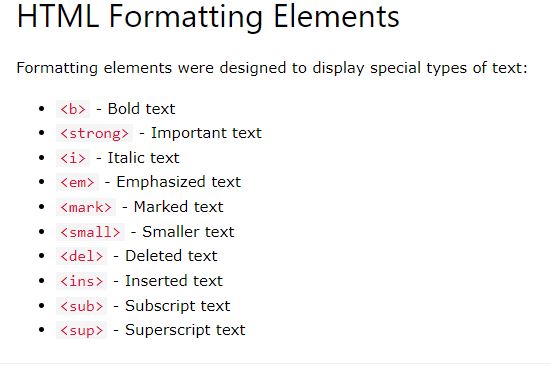 HTML Formatting Elements
Formatting elements were designed to display special types of text:
• <b> - Bold text
• <strong> - Important text
• <i> - Italic text
• <em> - Emphasized text
• <mark> - Marked text
• <small> - Smaller text
• <del> - Deleted text
• <ins> - Inserted text
• <sub> - Subscript text
• <sup> - Superscript text